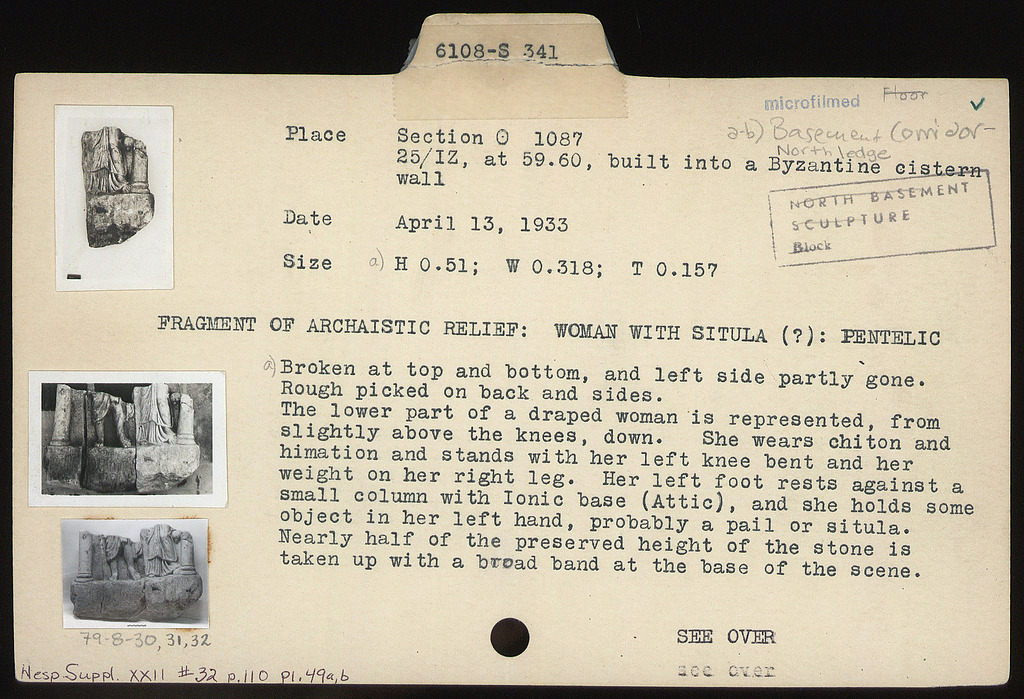 6108-S 341
microfilmed Floor ✓
a-b) Basement Corridor-
North ledge
Place Section O 1087
25/IZ, at 59.60, built into a Byzantine cistern
wall
NORTH BASEMENT
SCULPTURE
Block
Date April 13, 1933
Size a) H 0.51; W 0.318; T 0.157
FRAGMENT OF ARCHAISTIC RELIEF: WOMAN WITH SITULA (?): PENTELIC
a) Broken at top and bottom, and left side partly gone.
Rough picked on back and sides.
The lower part of a draped woman is represented, from
slightly above the knees, down. She wears chiton and
himation and stands with her left knee bent and her
weight on her right leg. Her left foot rests against a
small column with Ionic base (Attic), and she holds some
object in her left hand, probably a pail or situla.
Nearly half of the preserved height of the stone is
taken up with a broad band at the base of the scene.
79-8-30, 31, 32
SEE OVER
see over
Hesp. Suppl. XXII #32 p.110 pl.49a,b